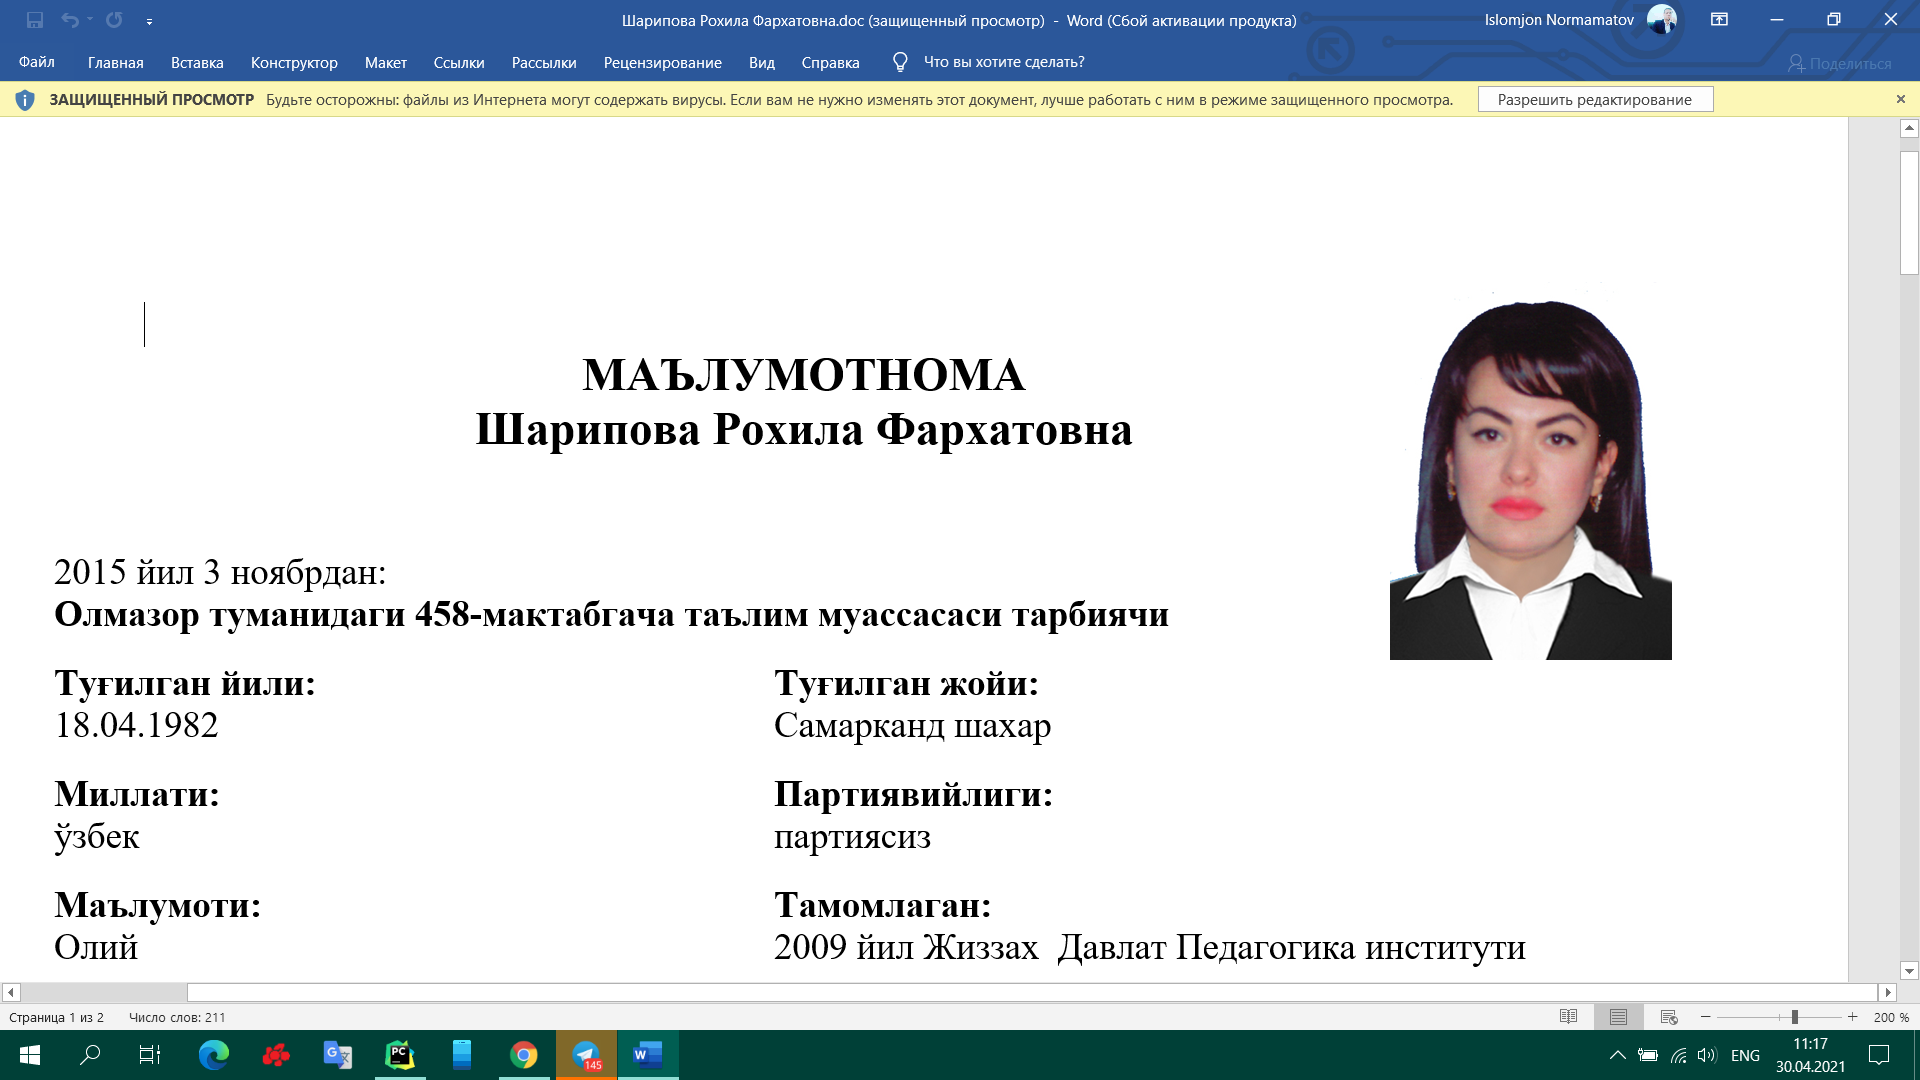 Шарипова Рохила Фархатовна.doc (защищенный просмотр) - Word (Сбой активации продукта)
Islomjon Normamatov
Файл Главная Вставка Конструктор Макет Ссылки Рассылки Рецензирование Вид Справка Что вы хотите сделать? Поделиться
ЗАЩИЩЕННЫЙ ПРОСМОТР Будьте осторожны: файлы из Интернета могут содержать вирусы. Если вам не нужно изменять этот документ, лучше работать с ним в режиме защищенного просмотра. Разрешить редактирование
МАЪЛУМОТНОМА
Шарипова Рохила Фархатовна
2015 йил 3 ноябрдан:
Олмазор туманидаги 458-мактабгача таълим муассасаси тарбиячи
Туғилган йили: Туғилган жойи:
18.04.1982 Самарканд шахар
Миллати: Партиявийлиги:
ўзбек партиясиз
Маълумоти: Тамомлаган:
Олий 2009 йил Жиззах Давлат Педагогика институти
Страница 1 из 2 Число слов: 211 200 %
PC 145 W ENG 11:17
30.04.2021